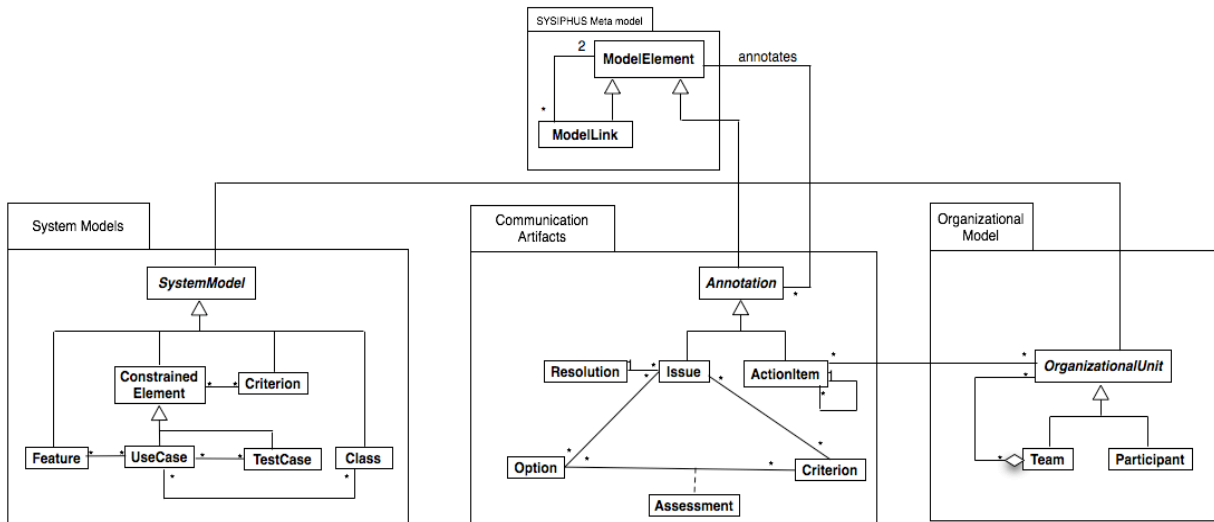 SYSIPHUS Meta model
2
ModelElement
annotates
*
*
ModelLink
System Models
Communication
Artifacts
Organizational
Model
SystemModel
Annotation
*
Constrained
Element
* *
Criterion
Resolution
1 *
Issue
*
*
ActionItem
*
1
*
*
*
OrganizationalUnit
Feature
* *
UseCase
* *
TestCase
Class
*
*
Option
*
*
*
*
Criterion
Assessment
*
Team
Participant